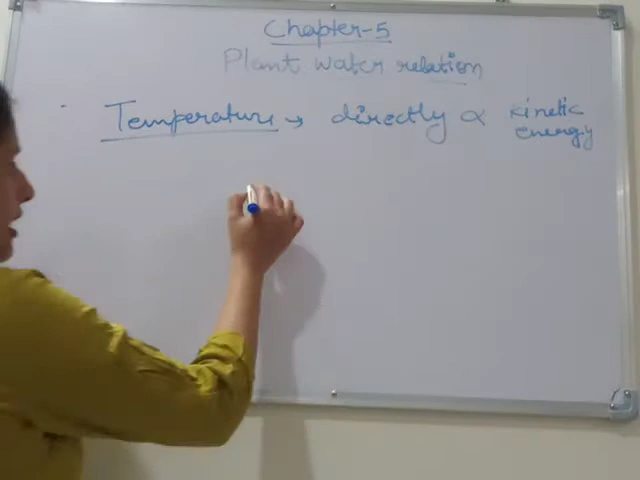 Chapter-5
Plant water relation
Temperature → directly ∝ kinetic
energy